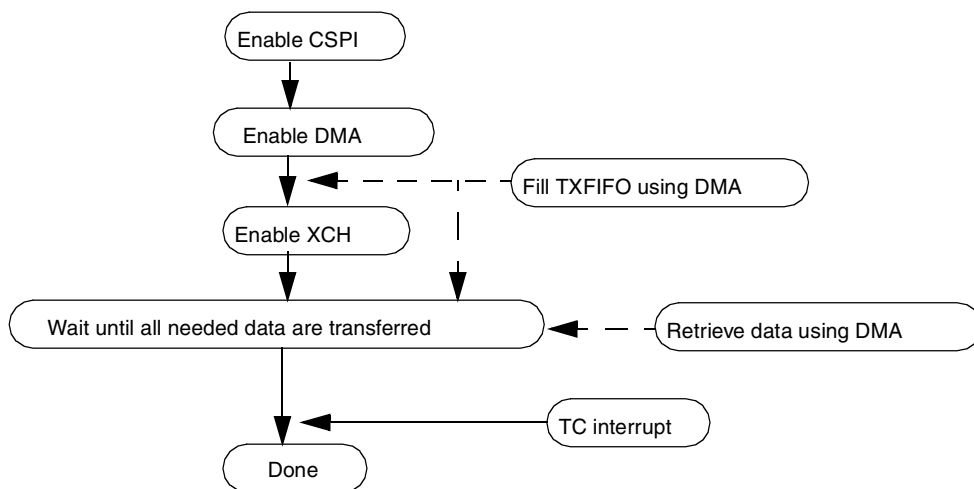 Enable CSPI
Enable DMA
Fill TXFIFO using DMA
Enable XCH
Wait until all needed data are transferred
Retrieve data using DMA
TC interrupt
Done